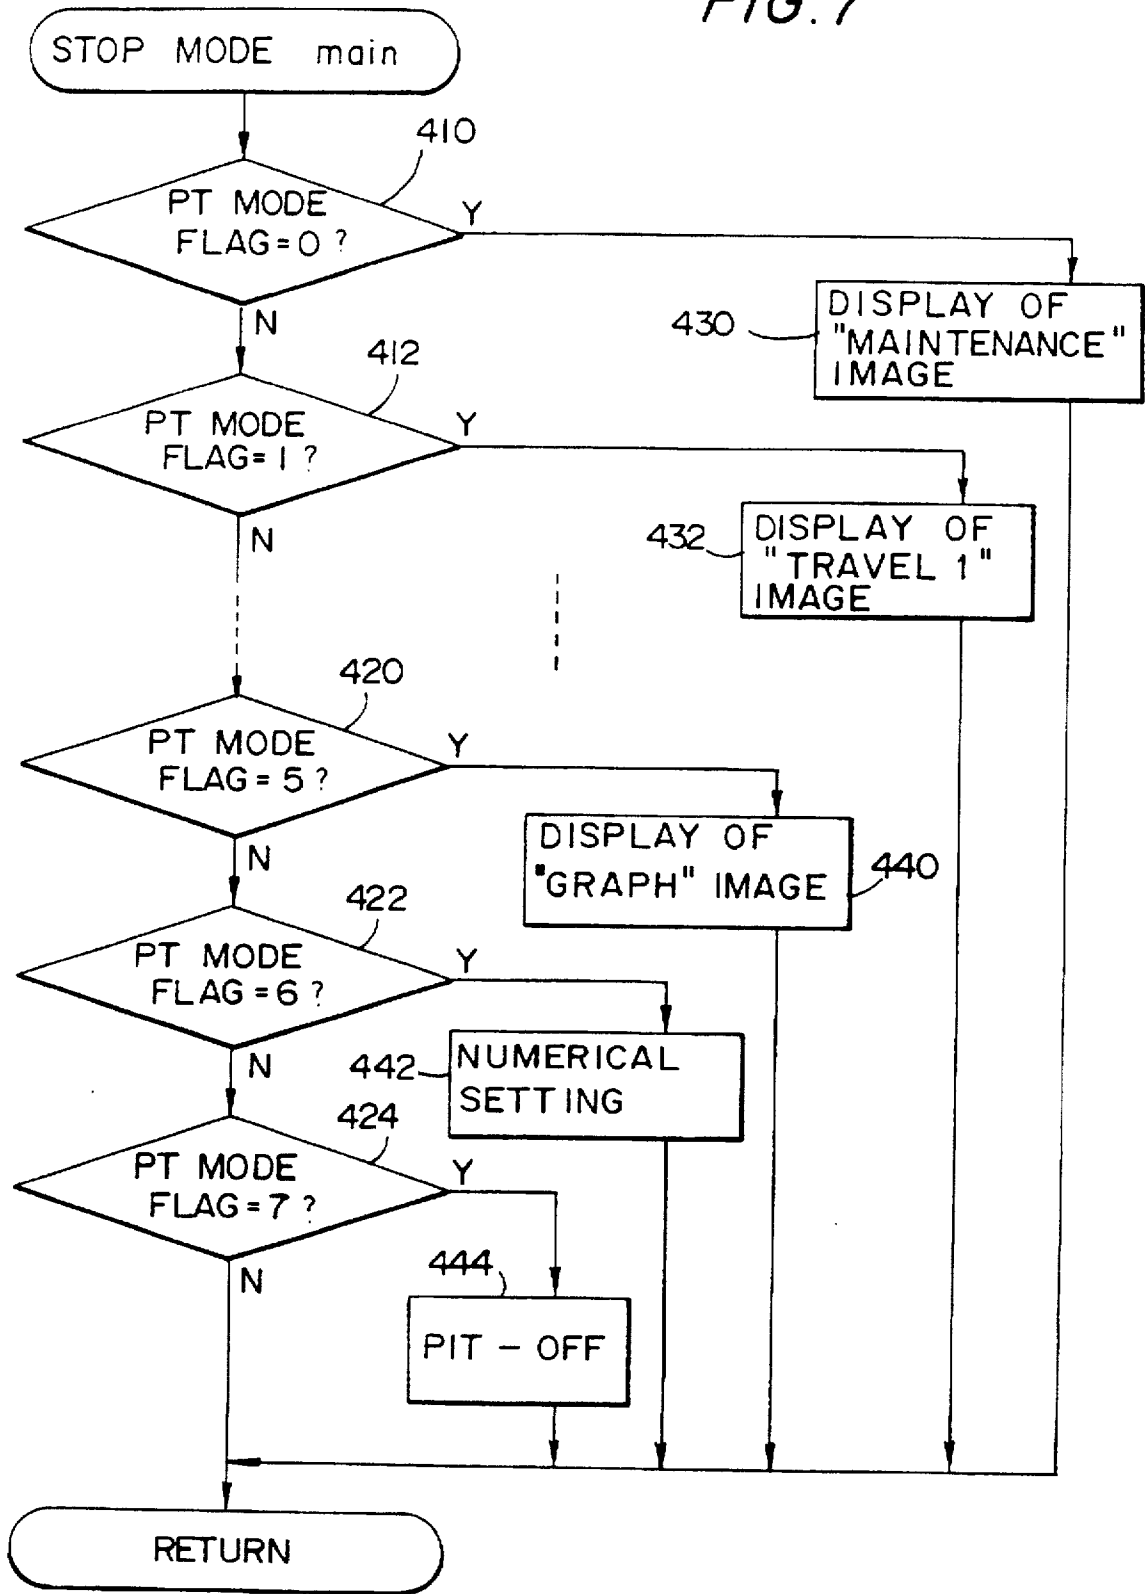 FIG. 7
STOP MODE main
410
PT MODE
FLAG=0 ?
Y
N
430
DISPLAY OF
"MAINTENANCE"
IMAGE
412
PT MODE
FLAG=1 ?
Y
N
432
DISPLAY OF
"TRAVEL 1"
IMAGE
420
PT MODE
FLAG=5 ?
Y
N
DISPLAY OF
"GRAPH" IMAGE
440
422
PT MODE
FLAG=6 ?
Y
N
442
NUMERICAL
SETTING
424
PT MODE
FLAG=7 ?
Y
N
444
PIT - OFF
RETURN